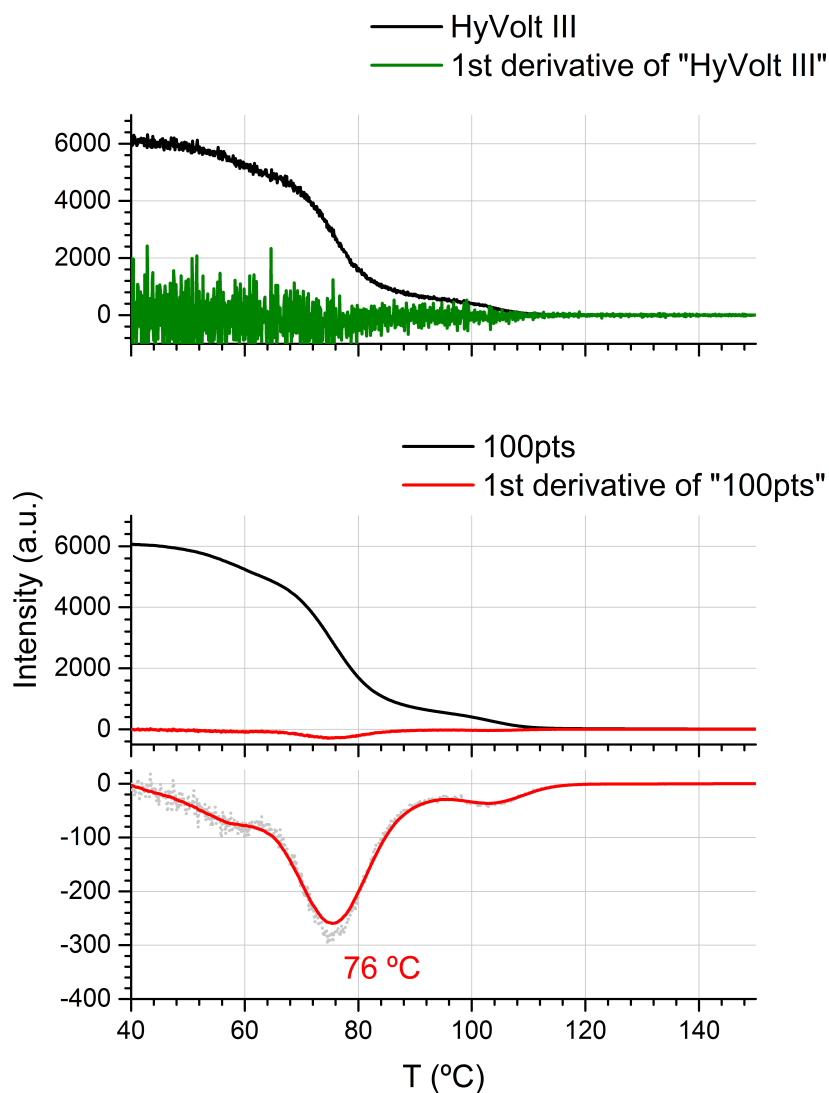 HyVolt III
1st derivative of "HyVolt III"
6000
4000
2000
0
100pts
1st derivative of "100pts"
Intensity (a.u.)
6000
4000
2000
0
0
-100
-200
-300
-400
76 ºC
40 60 80 100 120 140
T (ºC)